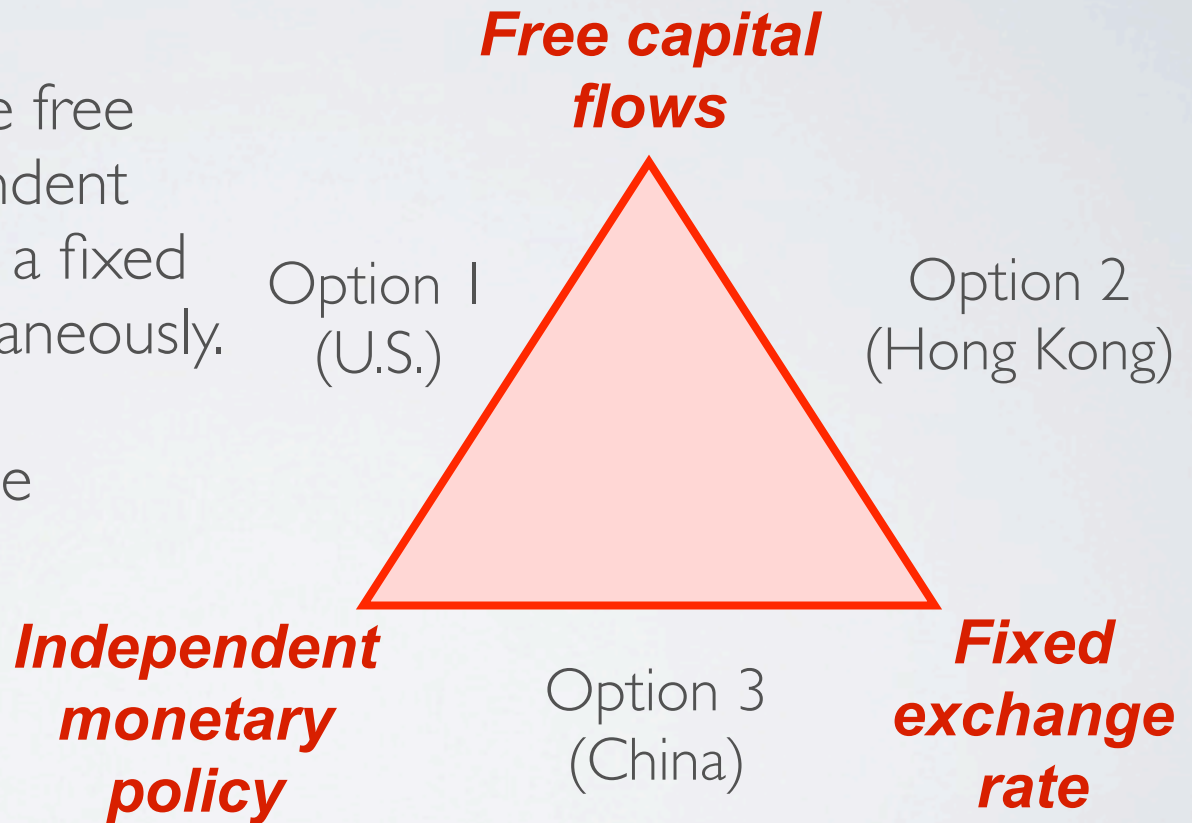 Free capital
flows
e free
ndent
a fixed
aneously.
e
Option 1
(U.S.)
Option 2
(Hong Kong)
Independent
monetary
policy
Option 3
(China)
Fixed
exchange
rate